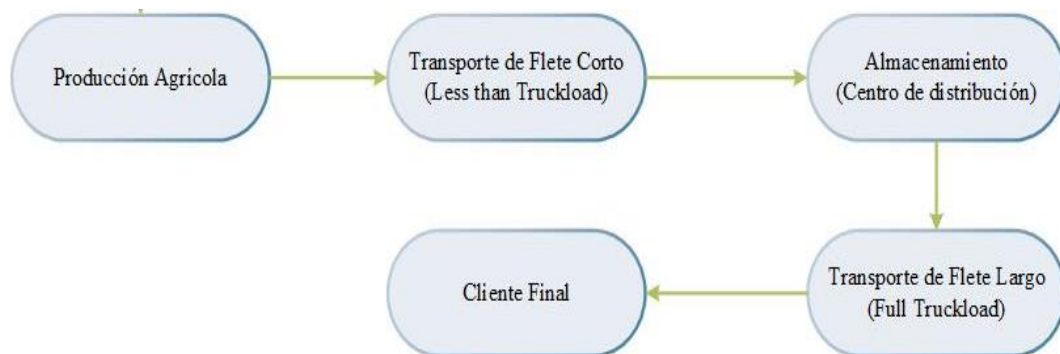 Producción Agrícola
Transporte de Flete Corto
(Less than Truckload)
Almacenamiento
(Centro de distribución)
Transporte de Flete Largo
(Full Truckload)
Cliente Final